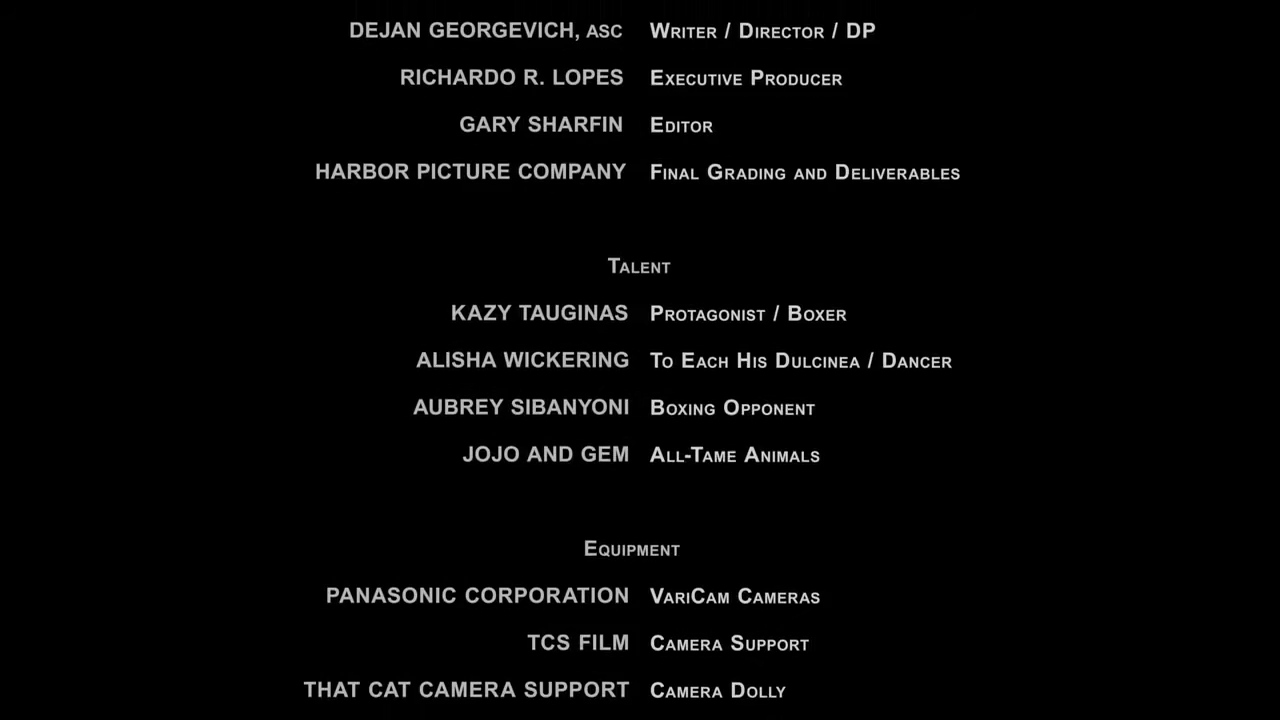 DEJAN GEORGEVICH, ASC Writer / Director / DP
RICHARDO R. LOPES Executive Producer
GARY SHARFIN Editor
HARBOR PICTURE COMPANY Final Grading and Deliverables
Talent
KAZY TAUGINAS Protagonist / Boxer
ALISHA WICKERING To Each His Dulcinea / Dancer
AUBREY SIBANYONI Boxing Opponent
JOJO AND GEM All-Tame Animals
Equipment
PANASONIC CORPORATION VariCam Cameras
TCS FILM Camera Support
THAT CAT CAMERA SUPPORT Camera Dolly